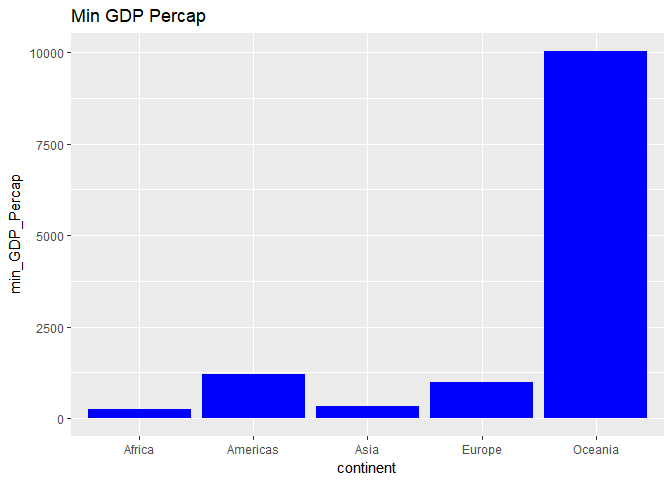 Min GDP Percap
min_GDP_Percap
10000
7500
5000
2500
0
Africa Americas Asia Europe Oceania
continent